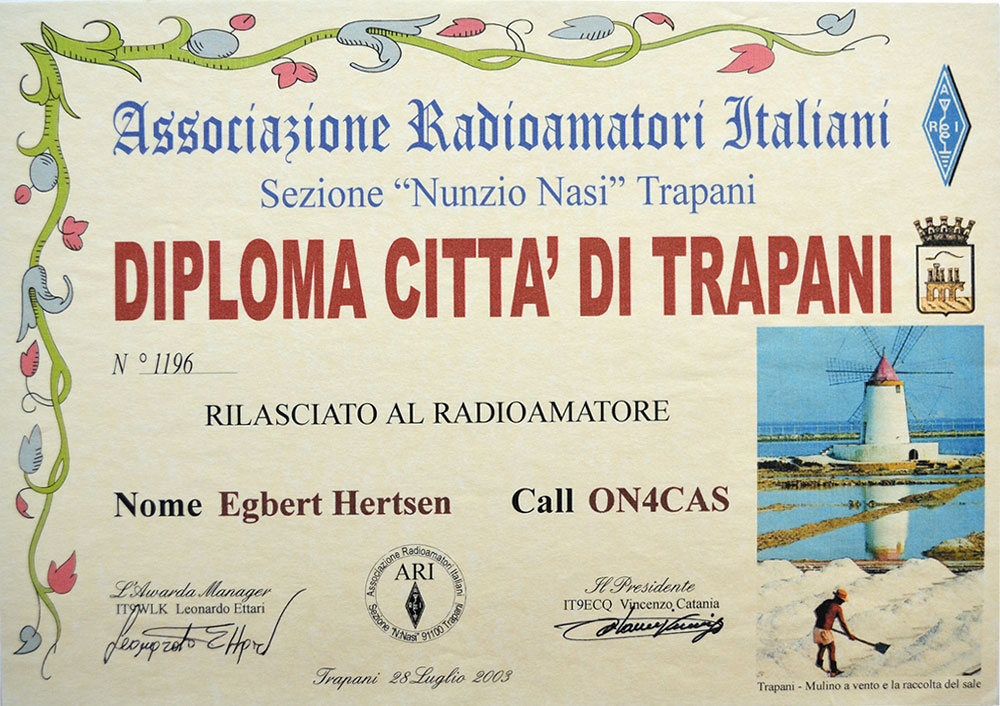 Associazione Radioamatori Italiani
A
R I
Sezione “Nunzio Nasi” Trapani
DIPLOMA CITTA’ DI TRAPANI
N ° 1196
RILASCIATO AL RADIOAMATORE
Nome Egbert Hertsen Call ON4CAS
L'Awarda Manager
IT9WLK Leonardo Ettari
Associazione Radioamatori Italiani
ARI
Sezione "N.Nasi" 91100 Trapani
Il Presidente
IT9ECQ Vincenzo Catania
Trapani 28 Luglio 2003
Trapani - Mulino a vento e la raccolta del sale